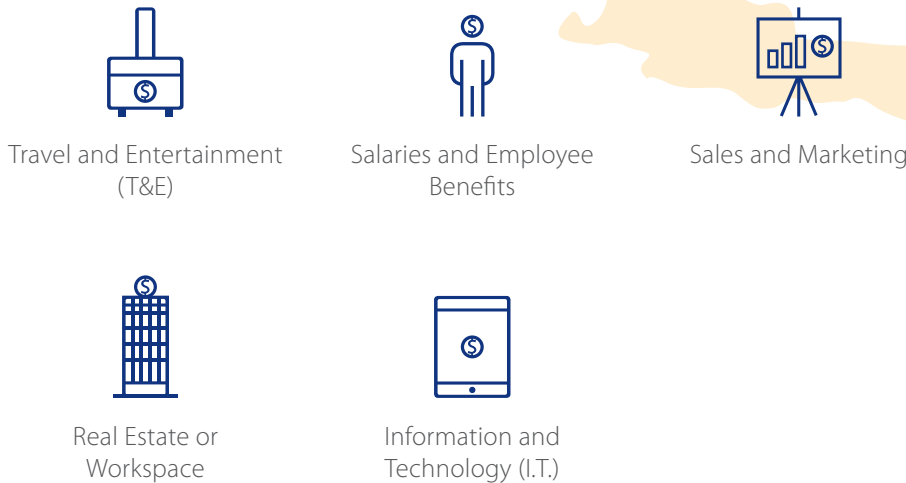 $
$
$
Travel and Entertainment
(T&E)
Salaries and Employee
Benefits
Sales and Marketing
$
$
Real Estate or
Workspace
Information and
Technology (I.T.)